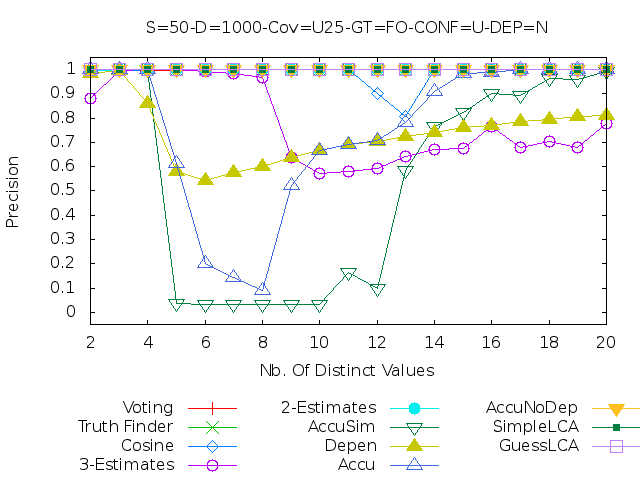 S=50-D=1000-Cov=U25-GT=FO-CONF=U-DEP=N
1
0.9
0.8
0.7
0.6
0.5
0.4
0.3
0.2
0.1
0
Precision
2 4 6 8 10 12 14 16 18 20
Nb. Of Distinct Values
Voting 2-Estimates AccuNoDep
Truth Finder AccuSim SimpleLCA
Cosine Depen GuessLCA
3-Estimates Accu